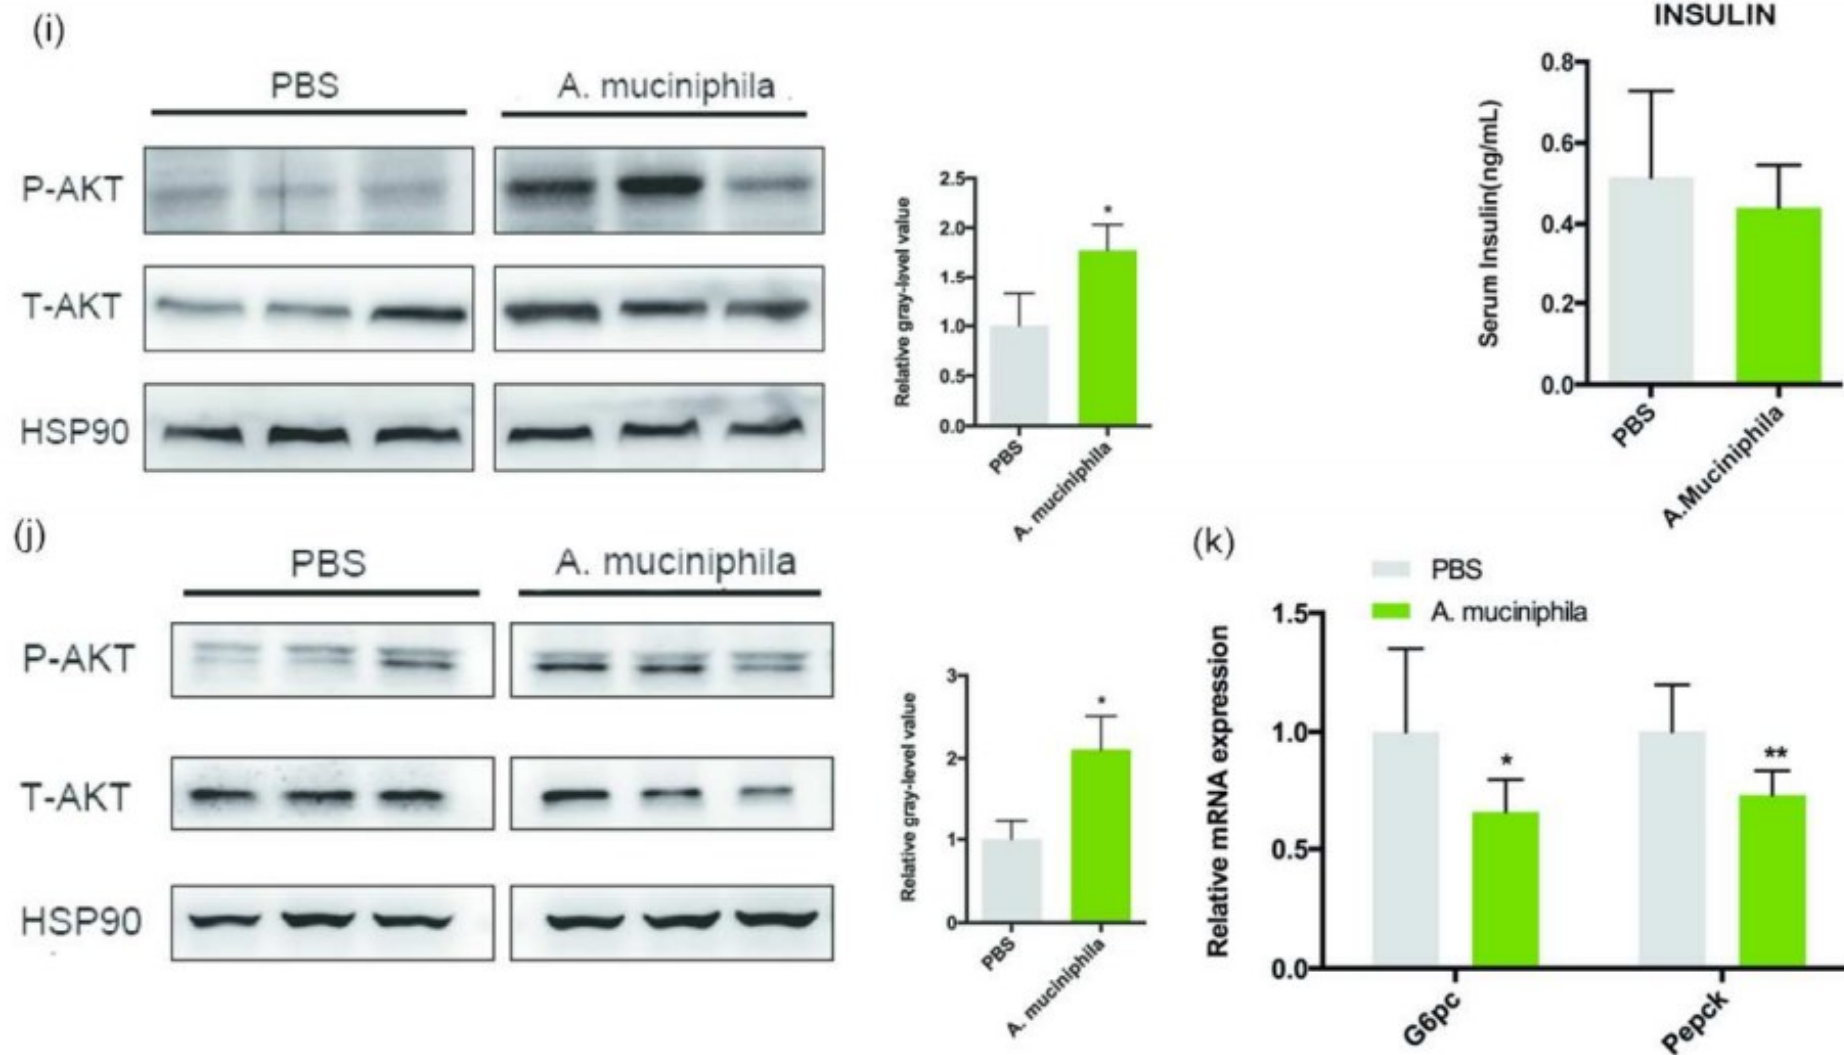 (i)
PBS
A. muciniphila
P-AKT
T-AKT
HSP90
Relative gray-level value
2.5
2.0
1.5
1.0
0.5
0.0
*
PBS
A. muciniphila
INSULIN
Serum Insulin(ng/mL)
0.8
0.6
0.4
0.2
0.0
PBS
A.Muciniphila
(j)
PBS
A. muciniphila
P-AKT
T-AKT
HSP90
Relative gray-level value
3
2
1
0
*
PBS
A. muciniphila
(k)
PBS
A. muciniphila
Relative mRNA expression
1.5
1.0
0.5
0.0
*
**
G6pc
Pepck